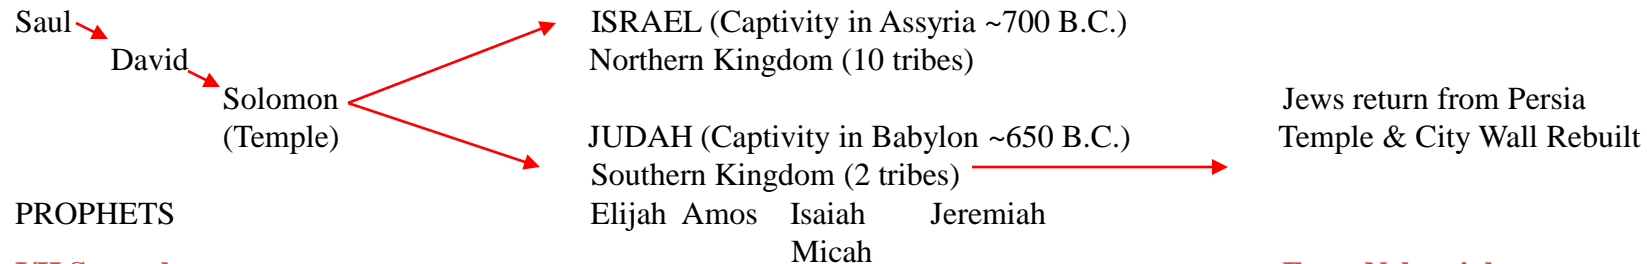 Saul
ISRAEL (Captivity in Assyria ~700 B.C.)
David
Northern Kingdom (10 tribes)
Solomon
Jews return from Persia
(Temple)
JUDAH (Captivity in Babylon ~650 B.C.)
Temple & City Wall Rebuilt
Southern Kingdom (2 tribes)
PROPHETS
Elijah Amos Isaiah Jeremiah
Micah